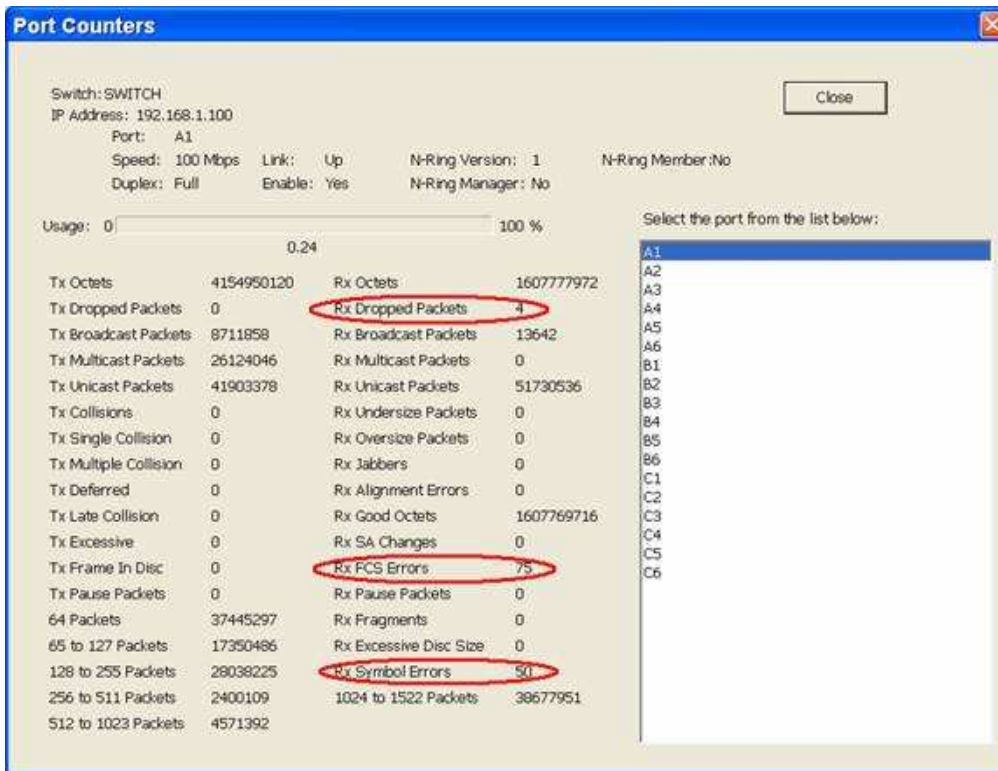 Port Counters
Switch: SWITCH
Close
IP Address: 192.168.1.100
Port: A1
Speed: 100 Mbps Link: Up N-Ring Version: 1 N-Ring Member:No
Duplex: Full Enable: Yes N-Ring Manager: No
Usage: 0 100 %
0.24
Tx Octets 4154950120 Rx Octets 1607777972
Tx Dropped Packets 0 Rx Dropped Packets 4
Tx Broadcast Packets 8711858 Rx Broadcast Packets 13642
Tx Multicast Packets 26124046 Rx Multicast Packets 0
Tx Unicast Packets 41903378 Rx Unicast Packets 51730536
Tx Collisions 0 Rx Undersize Packets 0
Tx Single Collision 0 Rx Oversize Packets 0
Tx Multiple Collision 0 Rx Jabbers 0
Tx Deferred 0 Rx Alignment Errors 0
Tx Late Collision 0 Rx Good Octets 1607769716
Tx Excessive 0 Rx SA Changes 0
Tx Frame In Disc 0 Rx FCS Errors 75
Tx Pause Packets 0 Rx Pause Packets 0
64 Packets 37445297 Rx Fragments 0
65 to 127 Packets 17350486 Rx Excessive Disc Size 0
128 to 255 Packets 28038225 Rx Symbol Errors 50
256 to 511 Packets 2400109 1024 to 1522 Packets 38677951
512 to 1023 Packets 4571392
Select the port from the list below:
A1
A2
A3
A4
A5
A6
B1
B2
B3
B4
B5
B6
C1
C2
C3
C4
C5
C6